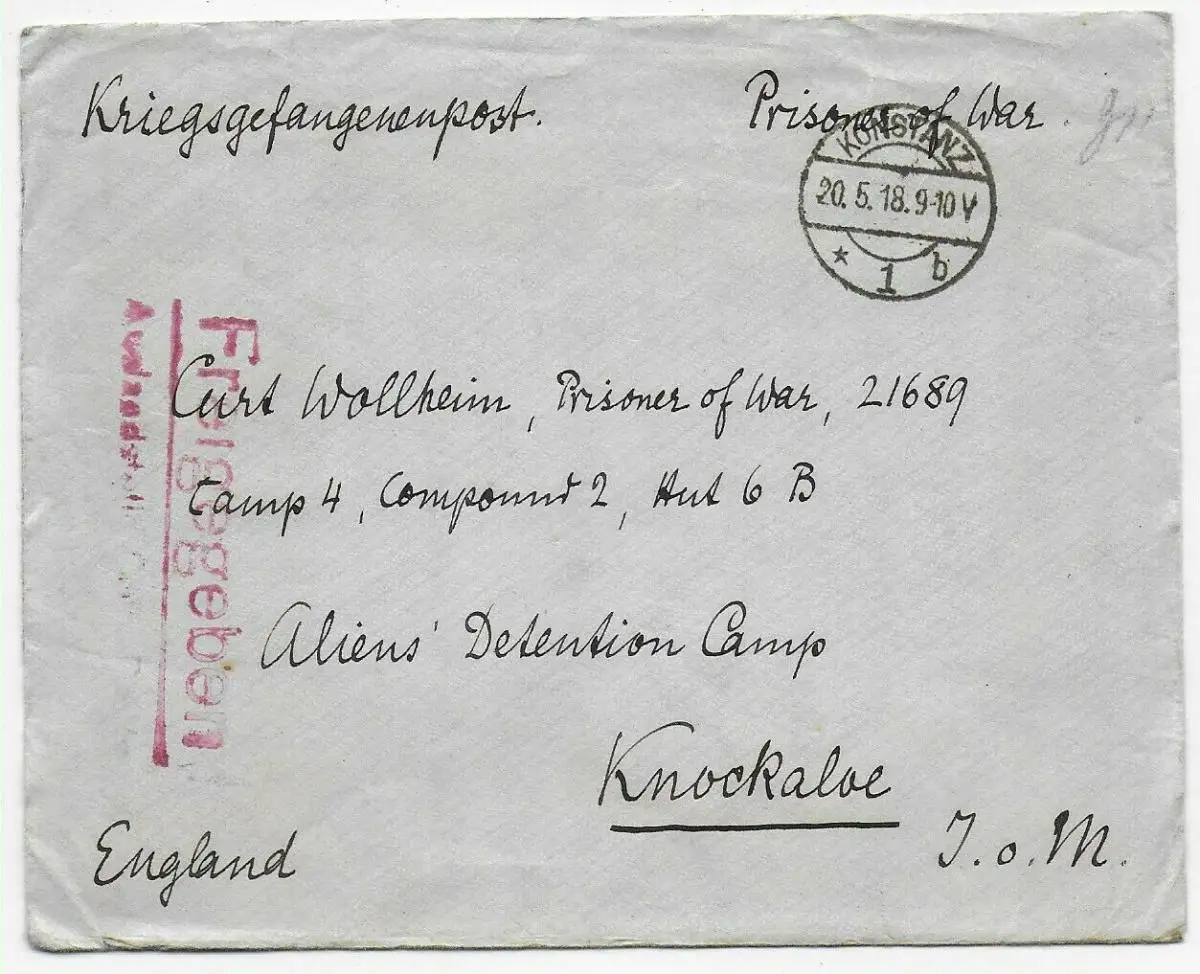 Kriegsgefangenenpost. Prisoner of War.
KONSTANZ
20. 5. 18. 9-10 V
* 1 b
Freigegeben
Curt Wollheim, Prisoner of War, 21689
Camp 4, Compound 2, Hut 6 B
Aliens' Detention Camp
Knockaloe
England I. o. M.